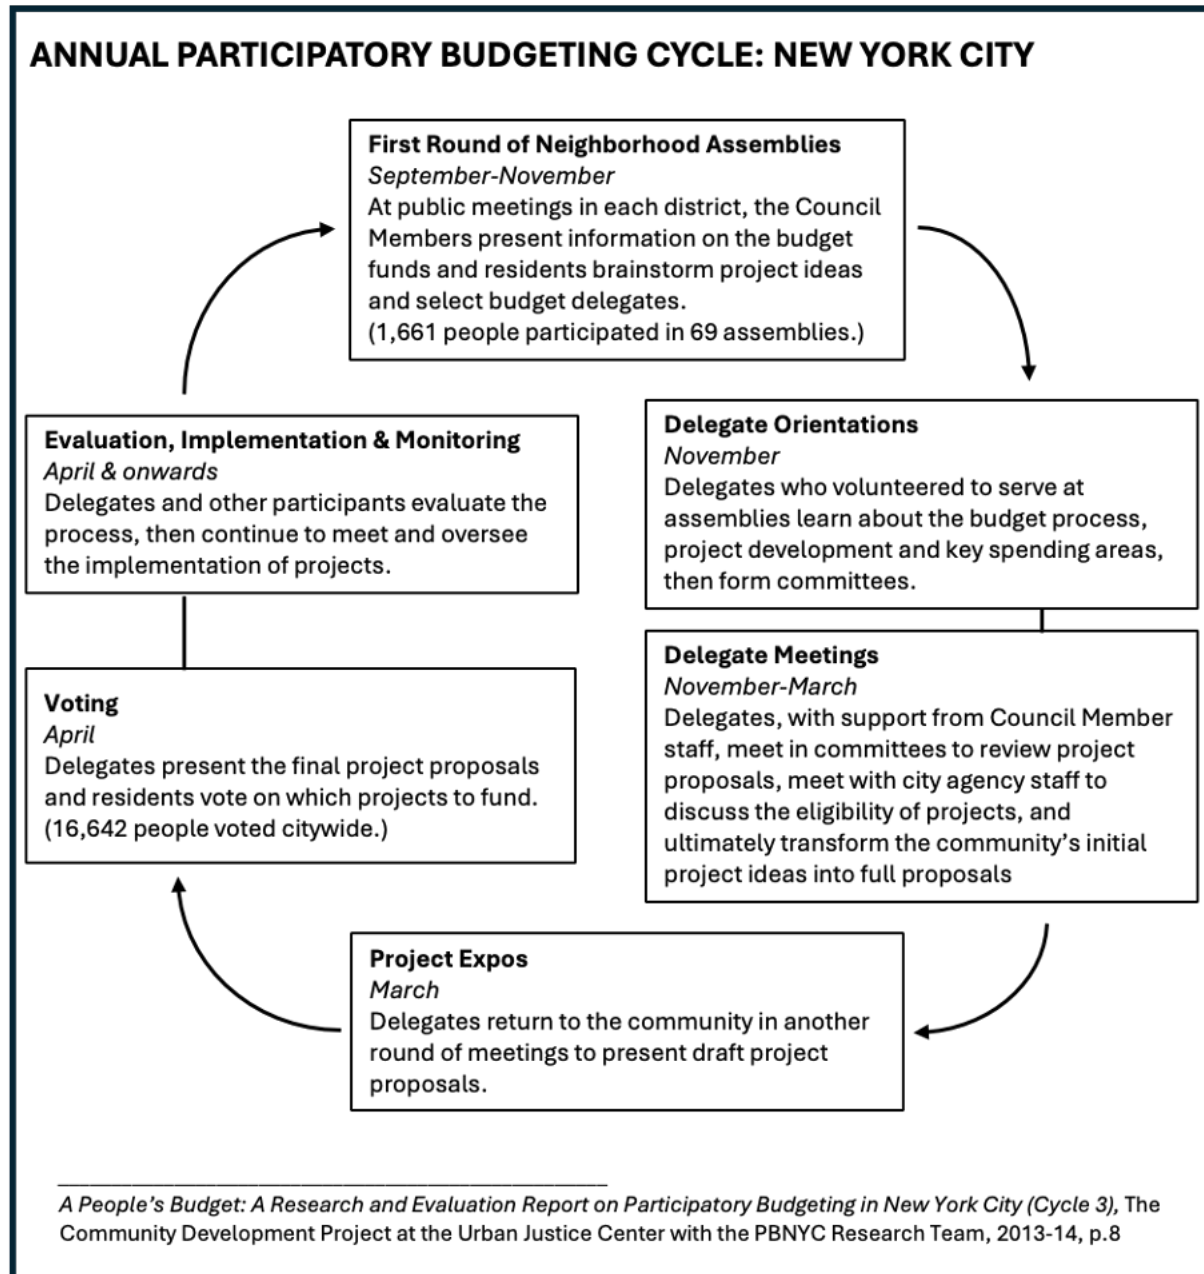 ANNUAL PARTICIPATORY BUDGETING CYCLE: NEW YORK CITY
First Round of Neighborhood Assemblies
September-November
At public meetings in each district, the Council
Members present information on the budget
funds and residents brainstorm project ideas
and select budget delegates.
(1,661 people participated in 69 assemblies.)
Delegate Orientations
November
Delegates who volunteered to serve at
assemblies learn about the budget process,
project development and key spending areas,
then form committees.
Delegate Meetings
November-March
Delegates, with support from Council Member
staff, meet in committees to review project
proposals, meet with city agency staff to
discuss the eligibility of projects, and
ultimately transform the community’s initial
project ideas into full proposals
Project Expos
March
Delegates return to the community in another
round of meetings to present draft project
proposals.
Voting
April
Delegates present the final project proposals
and residents vote on which projects to fund.
(16,642 people voted citywide.)
Evaluation, Implementation & Monitoring
April & onwards
Delegates and other participants evaluate the
process, then continue to meet and oversee
the implementation of projects.
A People’s Budget: A Research and Evaluation Report on Participatory Budgeting in New York City (Cycle 3), The
Community Development Project at the Urban Justice Center with the PBNYC Research Team, 2013-14, p.8